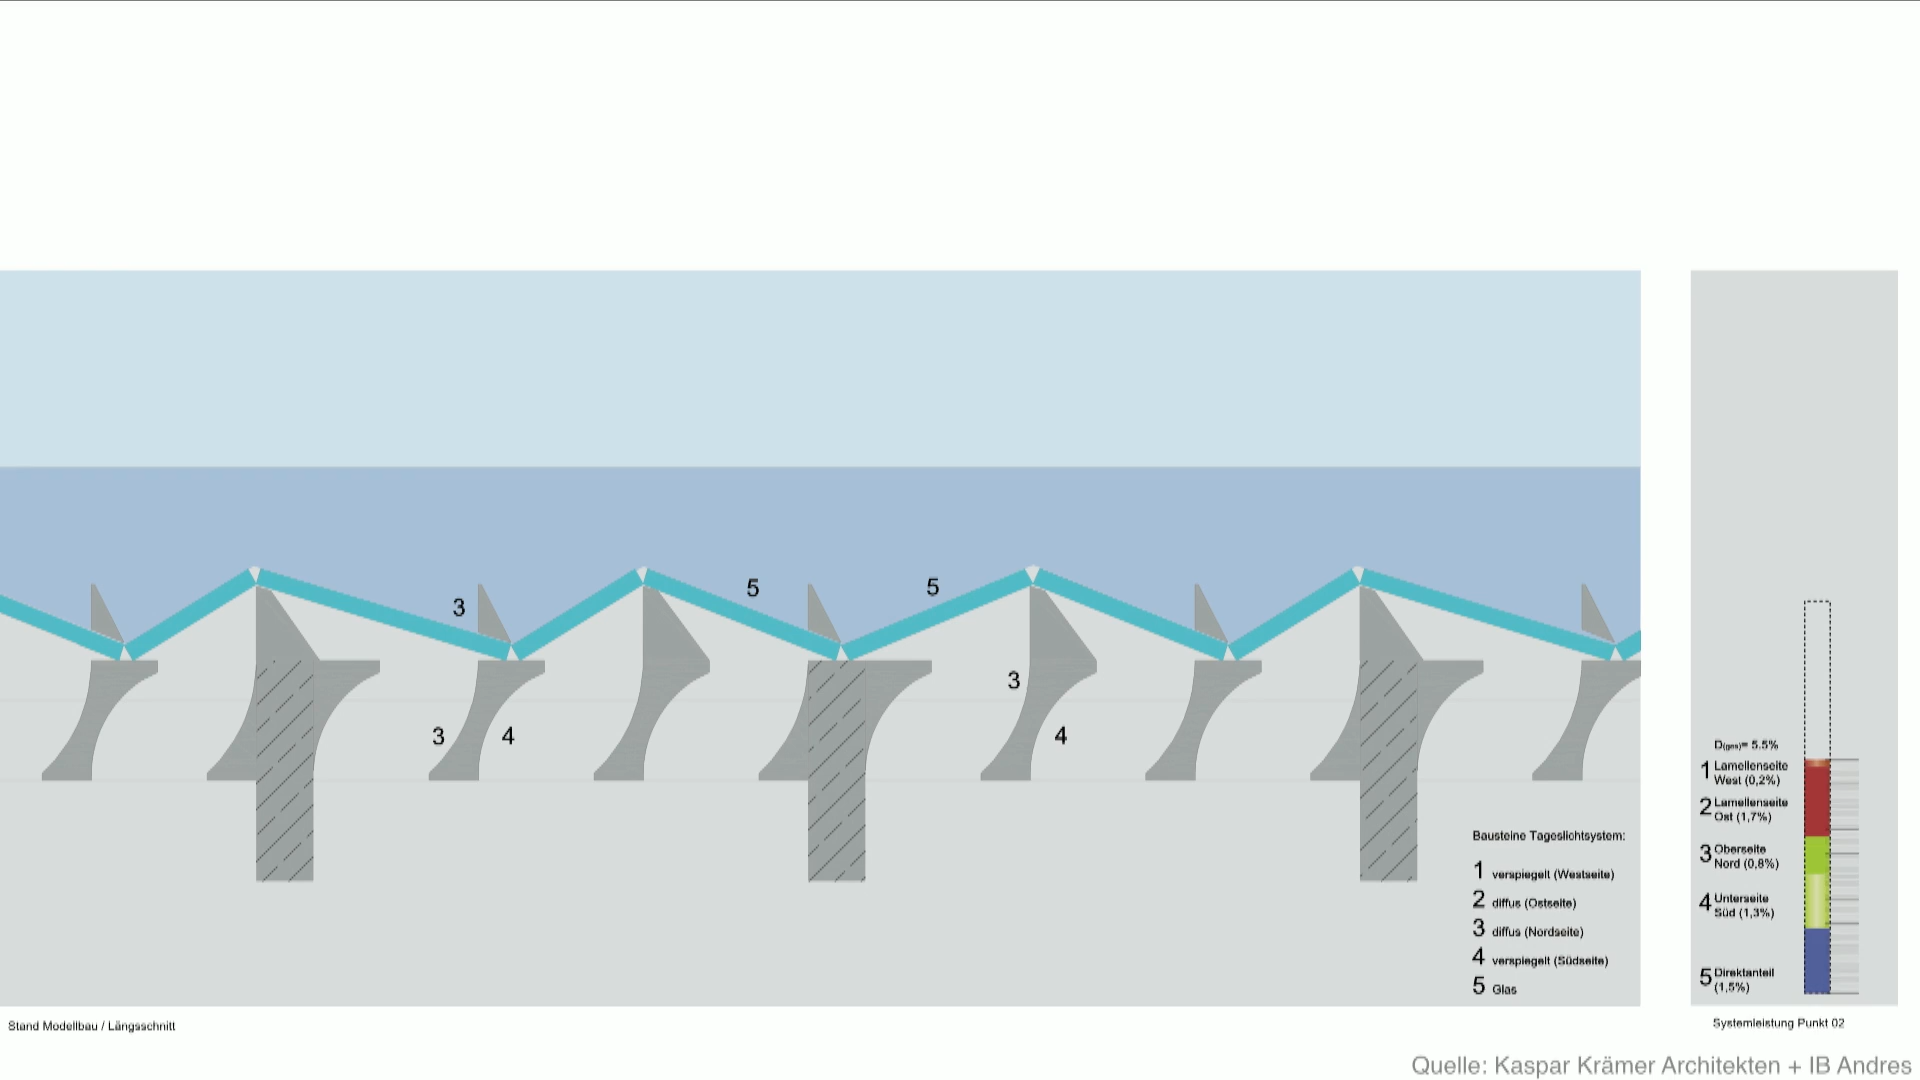 3
5
5
3
3
4
4
Bausteine Tageslichtsystem:
1 verspiegelt (Westseite)
2 diffus (Ostseite)
3 diffus (Nordseite)
4 verspiegelt (Südseite)
5 Glas
D(ges)= 5.5%
1 Lamellenseite
West (0,2%)
2 Lamellenseite
Ost (1,7%)
3 Oberseite
Nord (0,8%)
4 Unterseite
Süd (1,3%)
5 Direktanteil
(1,5%)
Stand Modellbau / Längsschnitt
Systemleistung Punkt 02
Quelle: Kaspar Krämer Architekten + IB Andres